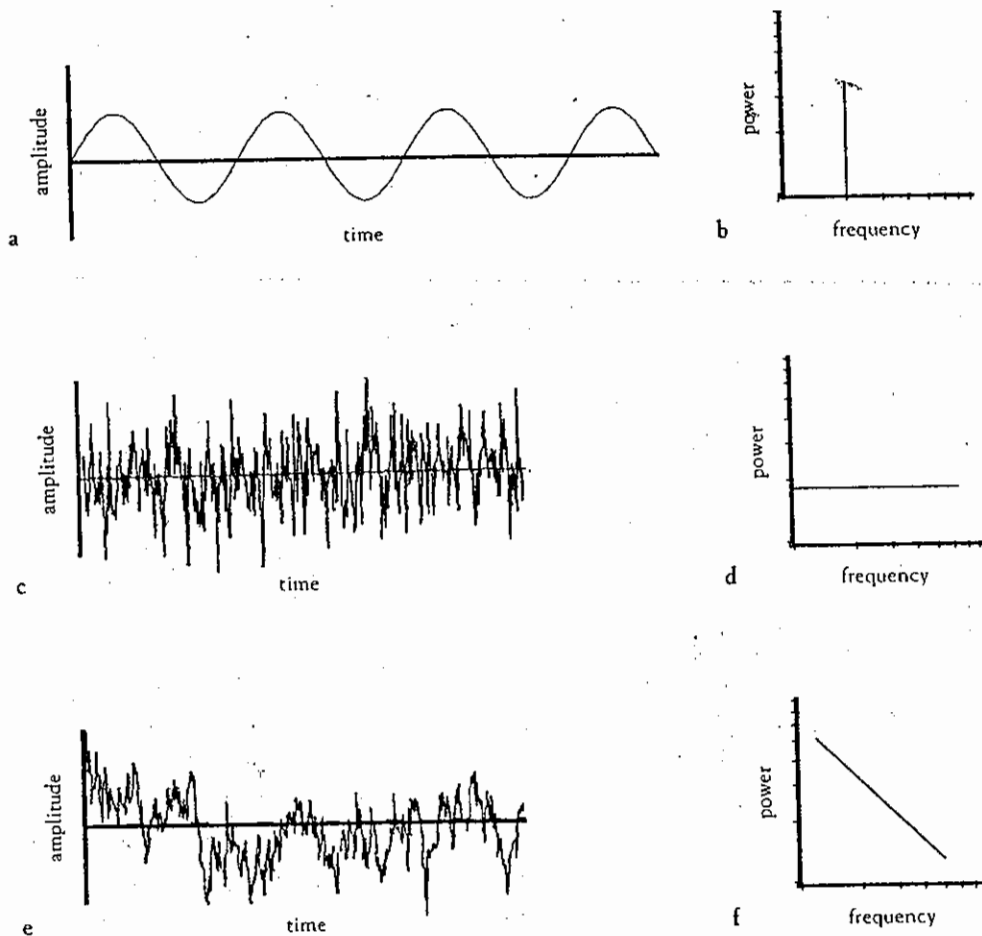 amplitude
time
a
power
frequency
b
amplitude
time
c
power
frequency
d
amplitude
time
e
power
frequency
f